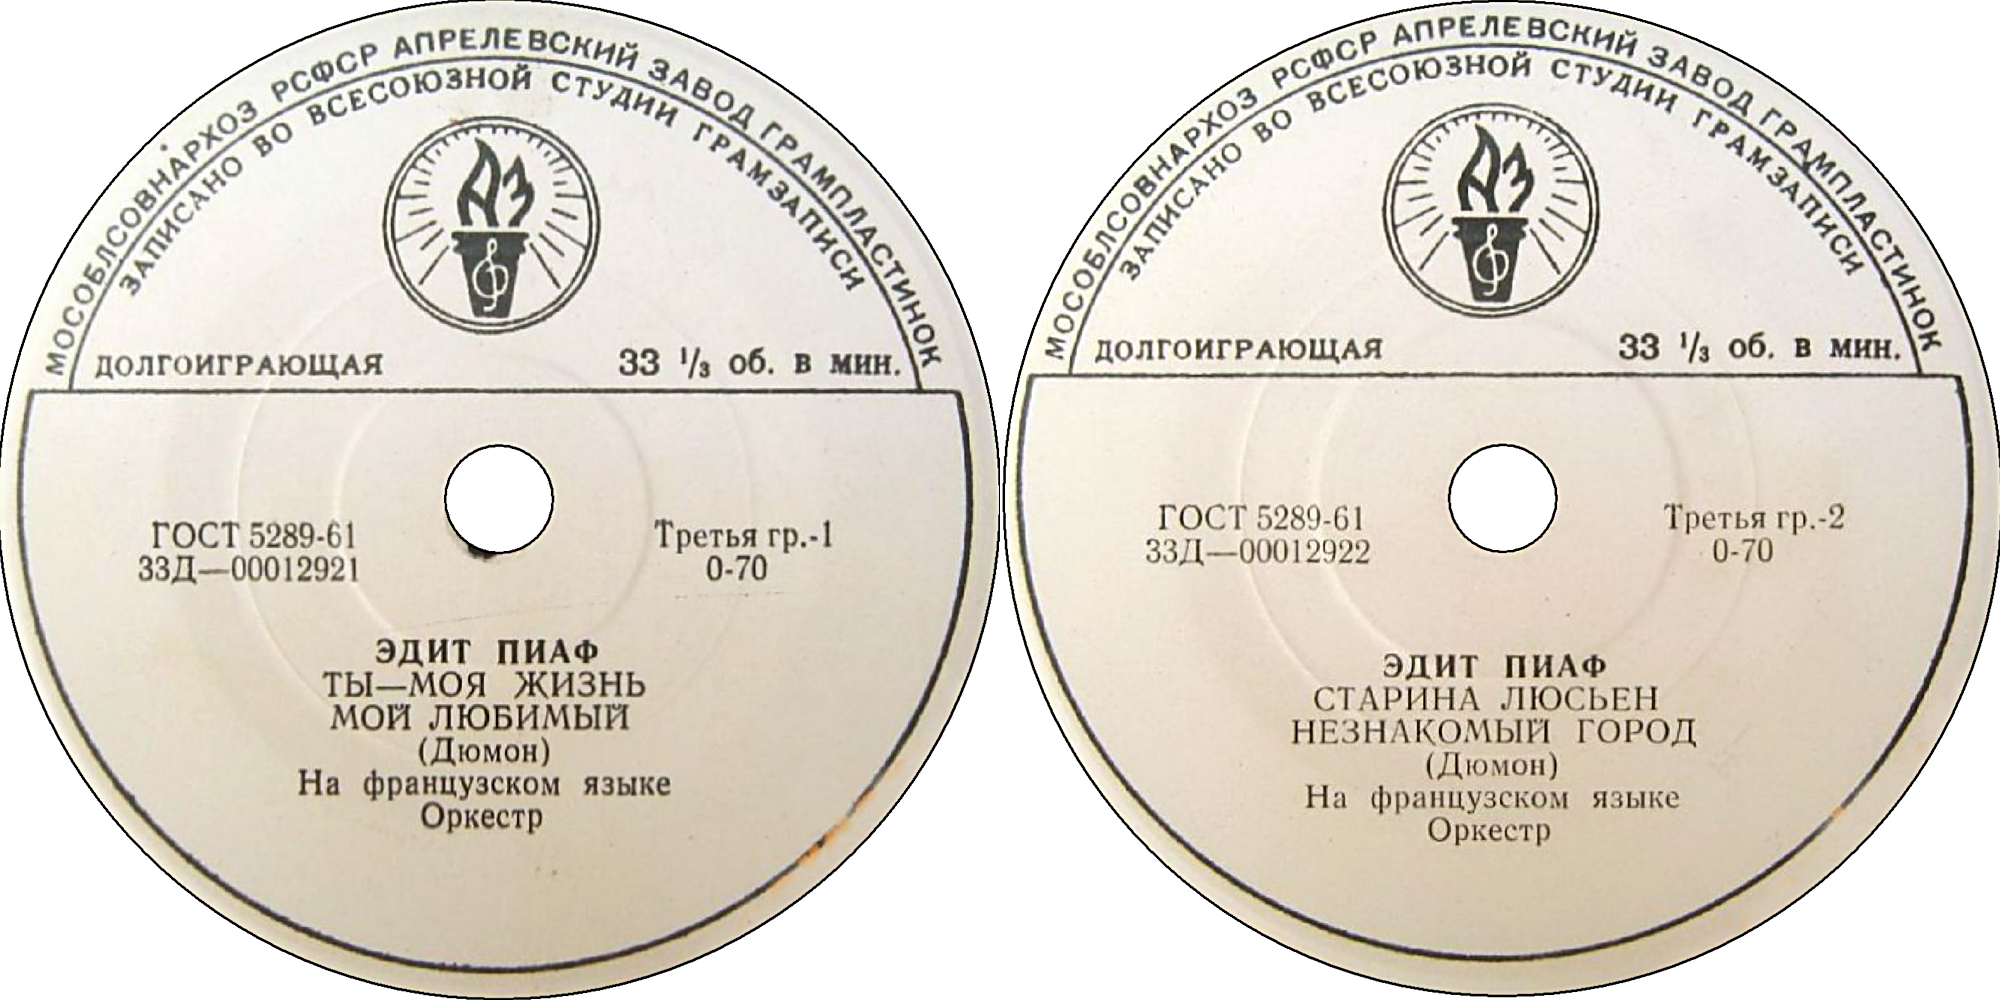 МОСОБЛСОВНАРХОЗ РСФСР АПРЕЛЕВСКИЙ ЗАВОД ГРАМПЛАСТИНОК
ЗАПИСАНО ВО ВСЕСОЮЗНОЙ СТУДИИ ГРАМЗАПИСИ
АЗ
ДОЛГОИГРАЮЩАЯ 33 1/3 об. в мин.
ГОСТ 5289-61 Третья гр.-1
33Д—00012921 0-70
ЭДИТ ПИАФ
ТЫ—МОЯ ЖИЗНЬ
МОЙ ЛЮБИМЫЙ
(Дюмон)
На французском языке
Оркестр
МОСОБЛСОВНАРХОЗ РСФСР АПРЕЛЕВСКИЙ ЗАВОД ГРАМПЛАСТИНОК
ЗАПИСАНО ВО ВСЕСОЮЗНОЙ СТУДИИ ГРАМЗАПИСИ
АЗ
ДОЛГОИГРАЮЩАЯ 33 1/3 об. в мин.
ГОСТ 5289-61 Третья гр.-2
33Д—00012922 0-70
ЭДИТ ПИАФ
СТАРИНА ЛЮСЬЕН
НЕЗНАКОМЫЙ ГОРОД
(Дюмон)
На французском языке
Оркестр